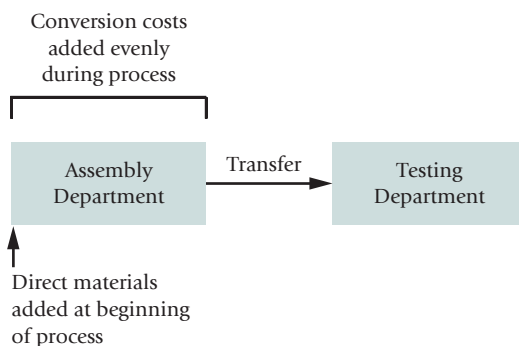 Conversion costs
added evenly
during process
Assembly
Department
Transfer
Testing
Department
Direct materials
added at beginning
of process